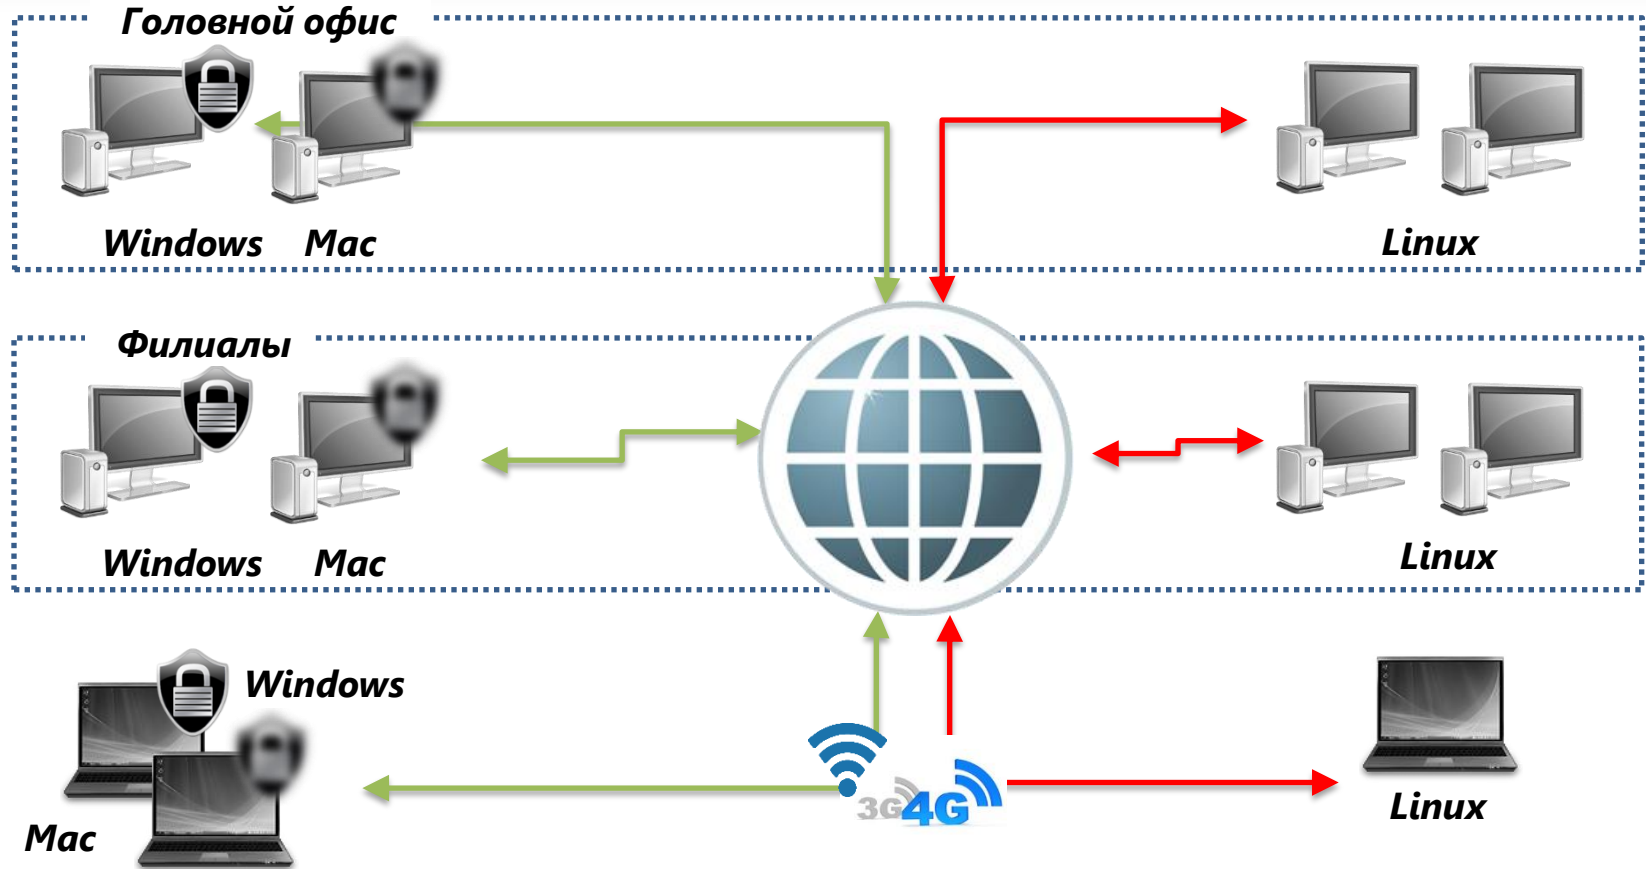 Головной офис
Windows
Mac
Linux
Филиалы
Windows
Mac
Linux
Windows
3G 4G
Linux
Mac